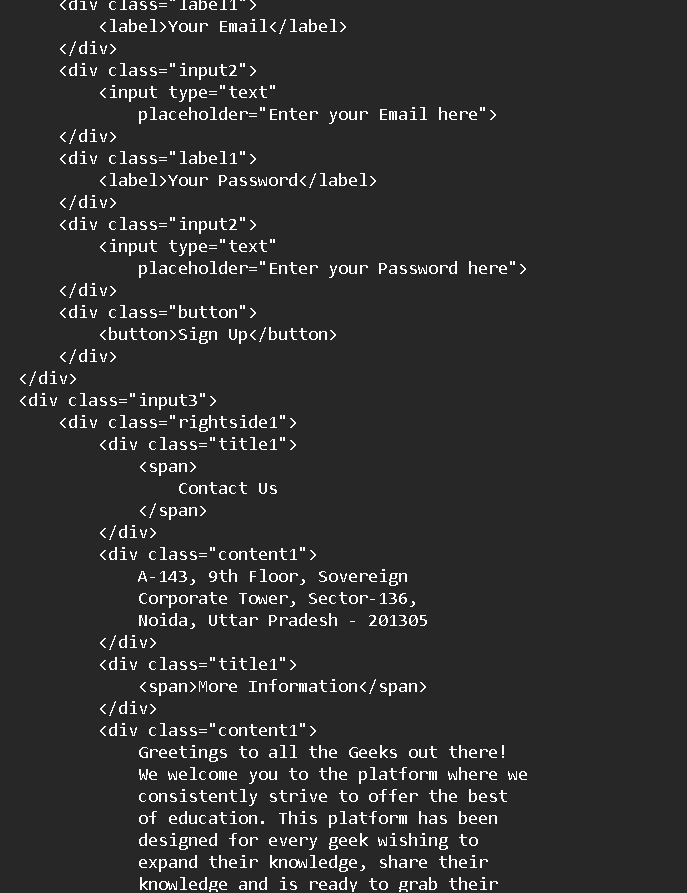 <div class="label1">
<label>Your Email</label>
</div>
<div class="input2">
<input type="text"
placeholder="Enter your Email here">
</div>
<div class="label1">
<label>Your Password</label>
</div>
<div class="input2">
<input type="text"
placeholder="Enter your Password here">
</div>
<div class="button">
<button>Sign Up</button>
</div>
</div>
<div class="input3">
<div class="rightside1">
<div class="title1">
<span>
Contact Us
</span>
</div>
<div class="content1">
A-143, 9th Floor, Sovereign
Corporate Tower, Sector-136,
Noida, Uttar Pradesh - 201305
</div>
<div class="title1">
<span>More Information</span>
</div>
<div class="content1">
Greetings to all the Geeks out there!
We welcome you to the platform where we
consistently strive to offer the best
of education. This platform has been
designed for every geek wishing to
expand their knowledge, share their
knowledge and is ready to grab their